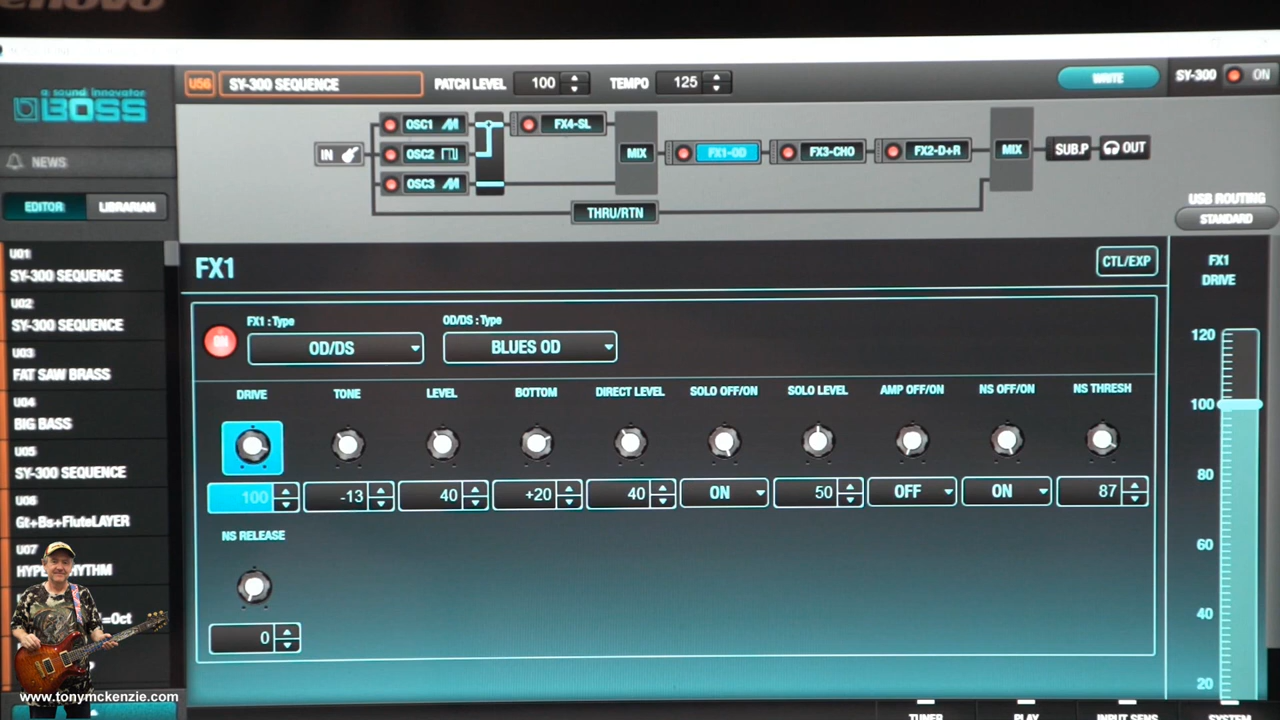 enovo
U56 SY-300 SEQUENCE PATCH LEVEL 100 TEMPO 125 WRITE SY-300 ON
a sound innovator
BOSS
NEWS
EDITOR LIBRARIAN
IN OSC1 OSC2 OSC3 FX4-SL MIX FX1-OD FX3-CHO FX2-D+R MIX SUB.P OUT
THRU/RTN
USB ROUTING
STANDARD
U01
SY-300 SEQUENCE
U02
SY-300 SEQUENCE
U03
FAT SAW BRASS
U04
BIG BASS
U05
SY-300 SEQUENCE
U06
Gt+Bs+FluteLAYER
U07
HYPE RHYTHM
=Oct
FX1 CTL/EXP
ON
FX1 : Type OD/DS : Type
OD/DS BLUES OD
DRIVE TONE LEVEL BOTTOM DIRECT LEVEL SOLO OFF/ON SOLO LEVEL AMP OFF/ON NS OFF/ON NS THRESH
100 -13 40 +20 40 ON 50 OFF ON 87
NS RELEASE
0
FX1
DRIVE
120
100
80
60
40
20
TUNER PLAY INPUT SENS SYSTEM
www.tonymckenzie.com